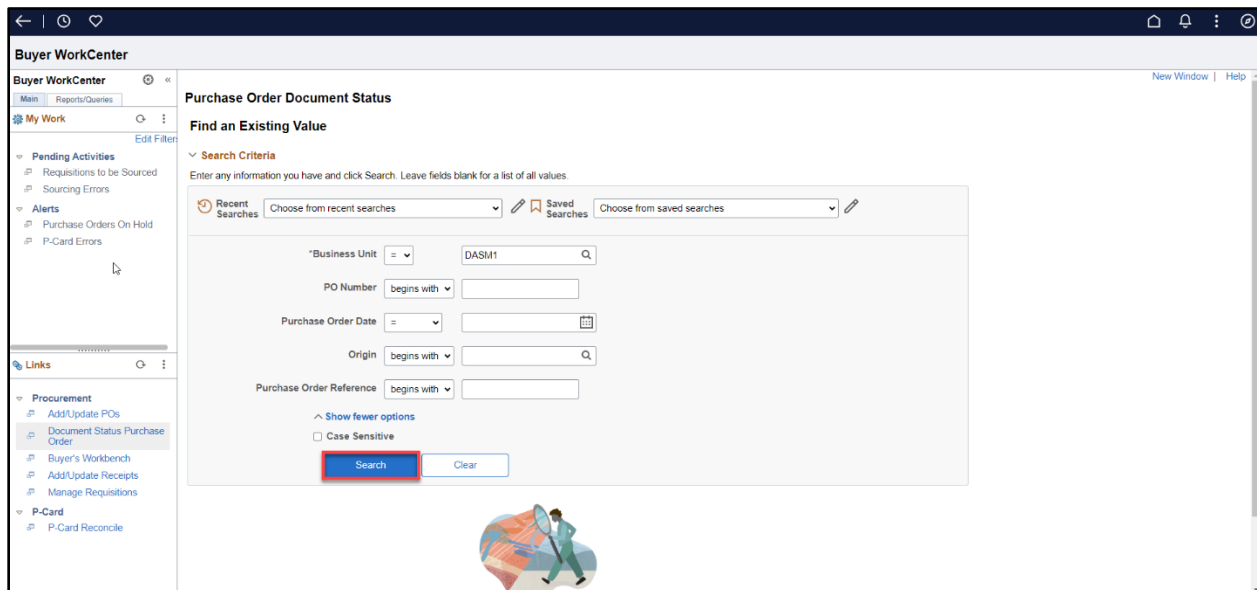 Buyer WorkCenter
Buyer WorkCenter
Main Reports/Queries
My Work
Edit Filter
Pending Activities
Requisitions to be Sourced
Sourcing Errors
Alerts
Purchase Orders On Hold
P-Card Errors
Links
Procurement
Add/Update POs
Document Status Purchase
Order
Buyer's Workbench
Add/Update Receipts
Manage Requisitions
P-Card
P-Card Reconcile
New Window | Help
Purchase Order Document Status
Find an Existing Value
Search Criteria
Enter any information you have and click Search. Leave fields blank for a list of all values.
Recent
Searches
Choose from recent searches
Saved
Searches
Choose from saved searches
*Business Unit = DASM1
PO Number begins with
Purchase Order Date =
Origin begins with
Purchase Order Reference begins with
Show fewer options
Case Sensitive
Search Clear